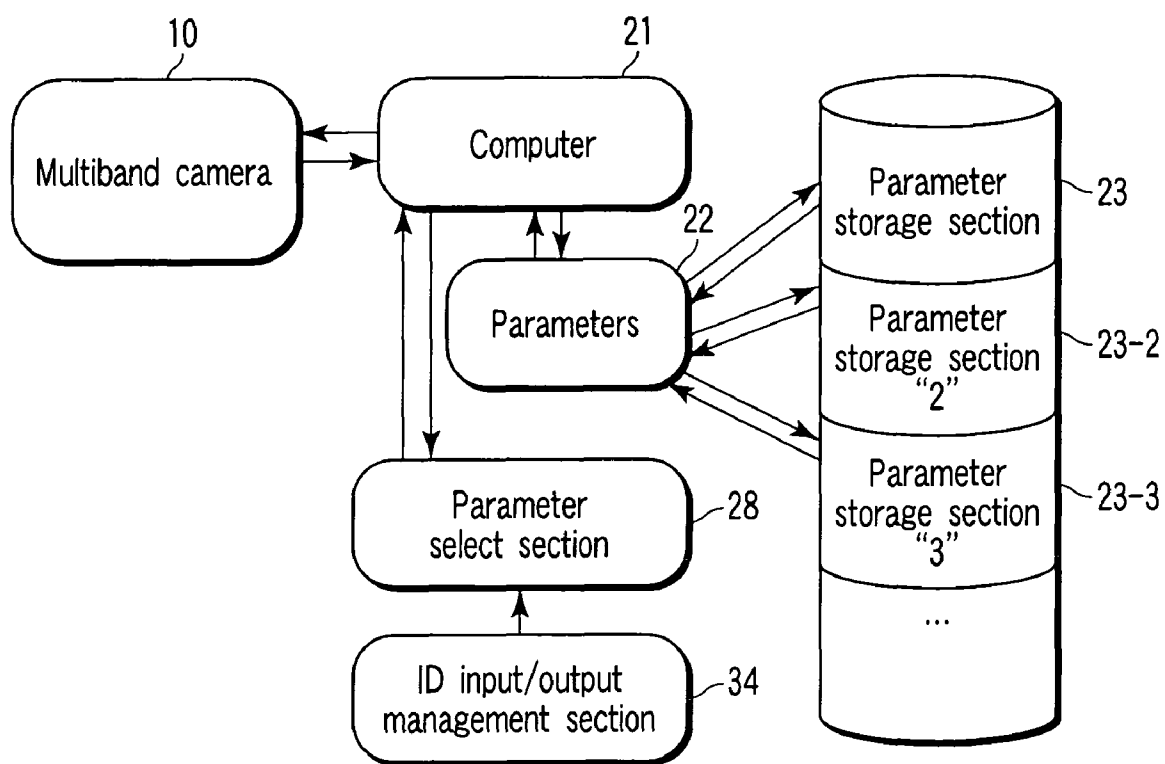 10
Multiband camera
21
Computer
22
Parameters
Parameter
storage section
23
Parameter
storage section
“2”
23-2
Parameter
storage section
“3”
23-3
...
Parameter
select section
28
ID input/output
management section
34